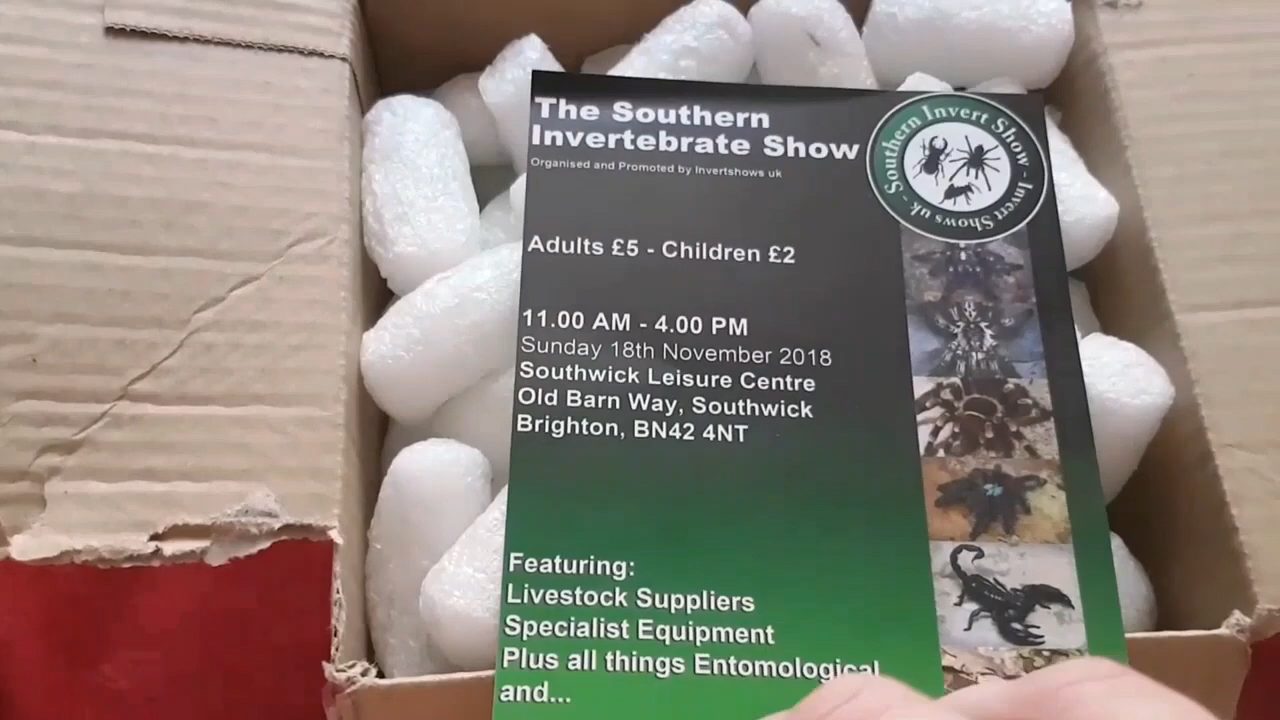 The Southern
Invertebrate Show
Organised and Promoted by Invertshows uk
Southern Invert Show - Invert Shows uk -
Adults £5 - Children £2
11.00 AM - 4.00 PM
Sunday 18th November 2018
Southwick Leisure Centre
Old Barn Way, Southwick
Brighton, BN42 4NT
Featuring:
Livestock Suppliers
Specialist Equipment
Plus all things Entomological
and...